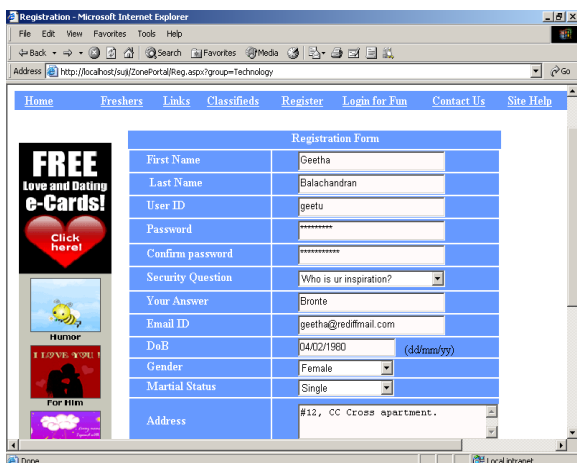 Registration - Microsoft Internet Explorer
File Edit View Favorites Tools Help
Back Search Favorites Media
Address http://localhost/suji/ZonePortal/Reg.aspx?group=Technology Go
Home Freshers Links Classifieds Register Login for Fun Contact Us Site Help
Registration Form
FREE
Love and Dating
e-Cards!
Click
here!
First Name Geetha
Last Name Balachandran
User ID geetu
Password *********
Confirm password ***********
Security Question Who is ur inspiration?
Your Answer Bronte
Email ID geetha@rediffmail.com
DoB 04/02/1980 (dd/mm/yy)
Gender Female
Martial Status Single
Address #12, CC Cross apartment.
Humor
I LOVE YOU !
For Him
Done Local intranet